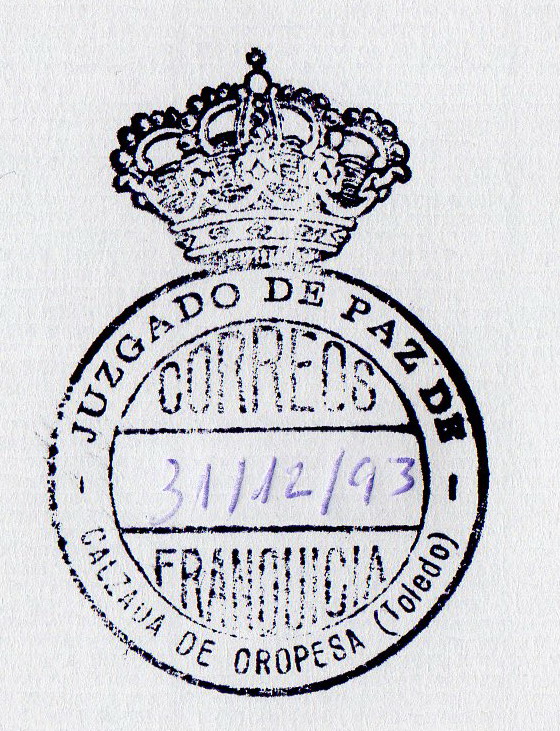 JUZGADO DE PAZ DE
CORREOS
31/12/93
FRANQUICIA
CALZADA DE OROPESA (Toledo)